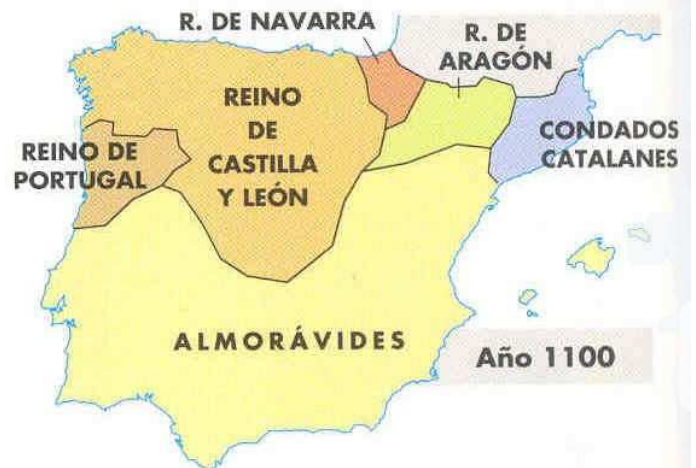 R. DE NAVARRA
R. DE
ARAGÓN
REINO
DE
CASTILLA
Y LEÓN
REINO DE
PORTUGAL
CONDADOS
CATALANES
ALMORÁVIDES
Año 1100